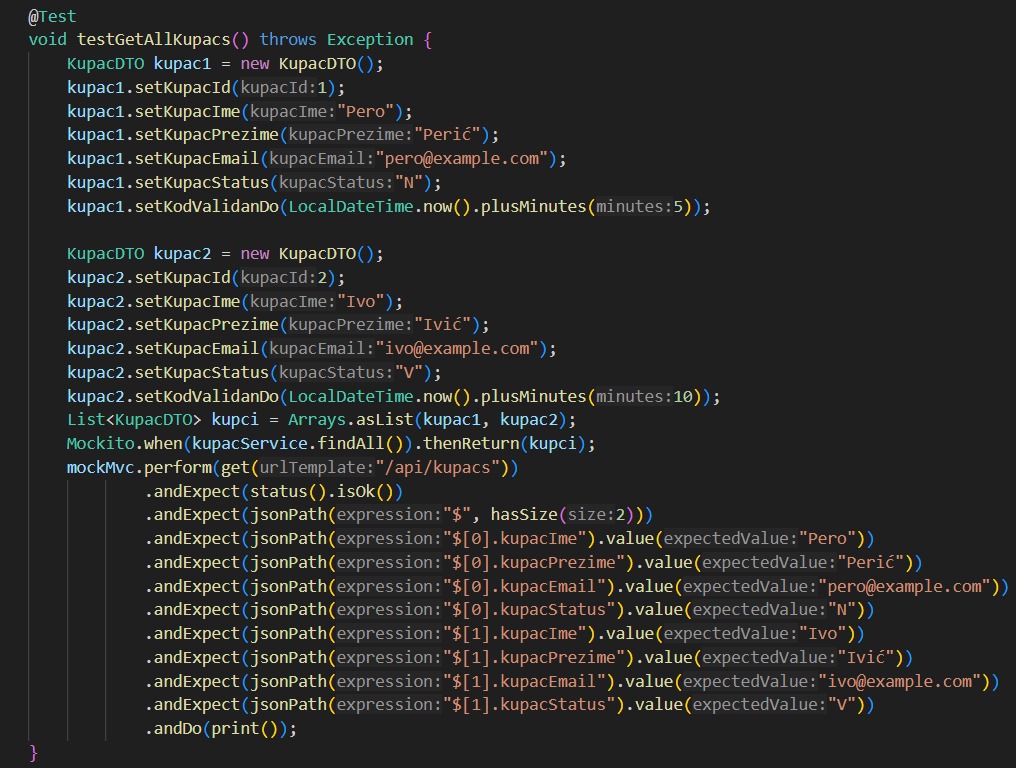 @Test
void testGetAllKupacs() throws Exception {
    KupacDTO kupac1 = new KupacDTO();
    kupac1.setKupacId(kupacId:1);
    kupac1.setKupacIme(kupacIme:"Pero");
    kupac1.setKupacPrezime(kupacPrezime:"Perić");
    kupac1.setKupacEmail(kupacEmail:"pero@example.com");
    kupac1.setKupacStatus(kupacStatus:"N");
    kupac1.setKodValidanDo(LocalDateTime.now().plusMinutes(minutes:5));

    KupacDTO kupac2 = new KupacDTO();
    kupac2.setKupacId(kupacId:2);
    kupac2.setKupacIme(kupacIme:"Ivo");
    kupac2.setKupacPrezime(kupacPrezime:"Ivić");
    kupac2.setKupacEmail(kupacEmail:"ivo@example.com");
    kupac2.setKupacStatus(kupacStatus:"V");
    kupac2.setKodValidanDo(LocalDateTime.now().plusMinutes(minutes:10));
    List<KupacDTO> kupci = Arrays.asList(kupac1, kupac2);
    Mockito.when(kupacService.findAll()).thenReturn(kupci);
    mockMvc.perform(get(urlTemplate:"/api/kupacs"))
            .andExpect(status().isOk())
            .andExpect(jsonPath(expression:"$", hasSize(size:2)))
            .andExpect(jsonPath(expression:"$[0].kupacIme").value(expectedValue:"Pero"))
            .andExpect(jsonPath(expression:"$[0].kupacPrezime").value(expectedValue:"Perić"))
            .andExpect(jsonPath(expression:"$[0].kupacEmail").value(expectedValue:"pero@example.com"))
            .andExpect(jsonPath(expression:"$[0].kupacStatus").value(expectedValue:"N"))
            .andExpect(jsonPath(expression:"$[1].kupacIme").value(expectedValue:"Ivo"))
            .andExpect(jsonPath(expression:"$[1].kupacPrezime").value(expectedValue:"Ivić"))
            .andExpect(jsonPath(expression:"$[1].kupacEmail").value(expectedValue:"ivo@example.com"))
            .andExpect(jsonPath(expression:"$[1].kupacStatus").value(expectedValue:"V"))
            .andDo(print());
}